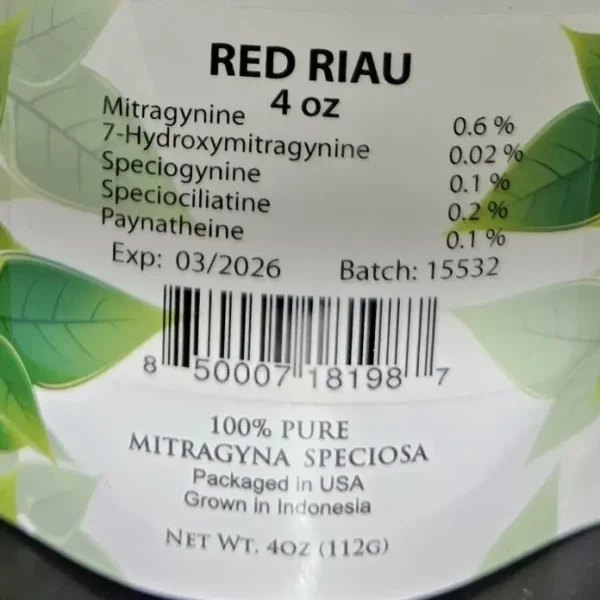 RED RIAU
4 oz
Mitragynine 0.6 %
7-Hydroxymitragynine 0.02 %
Speciogynine 0.1 %
Speciociliatine 0.2 %
Paynatheine 0.1 %
Exp: 03/2026 Batch: 15532
8 50007 18198 7
100% PURE
MITRAGYNA SPECIOSA
Packaged in USA
Grown in Indonesia
NET WT. 4OZ (112G)